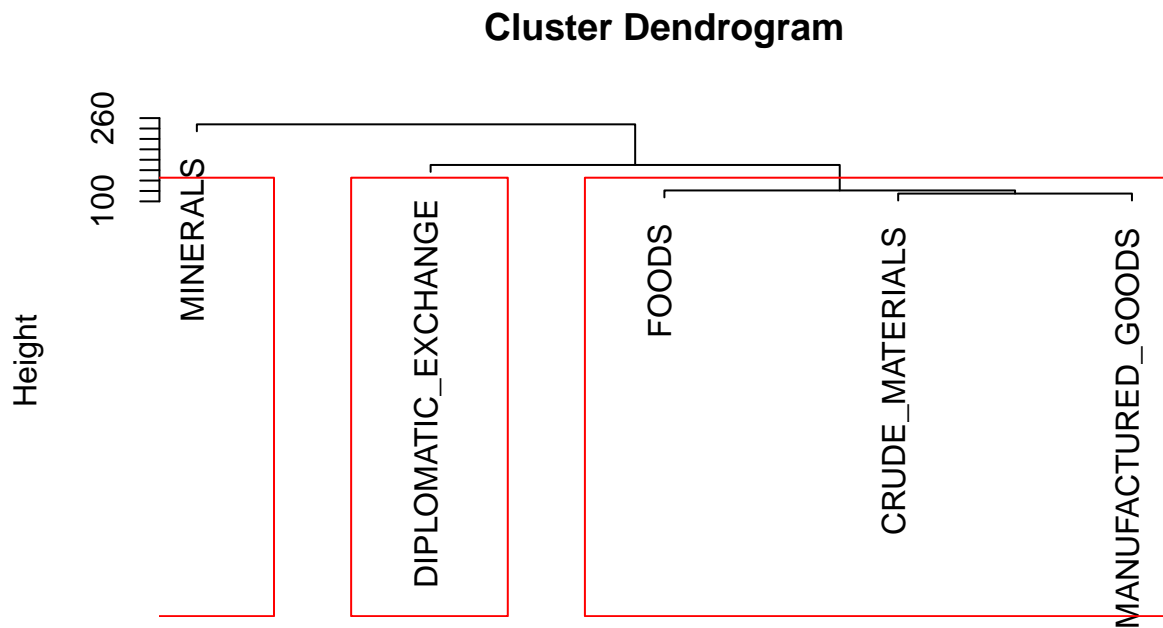 Cluster Dendrogram
Height
260
100
MINERALS
DIPLOMATIC_EXCHANGE
FOODS
CRUDE_MATERIALS
MANUFACTURED_GOODS